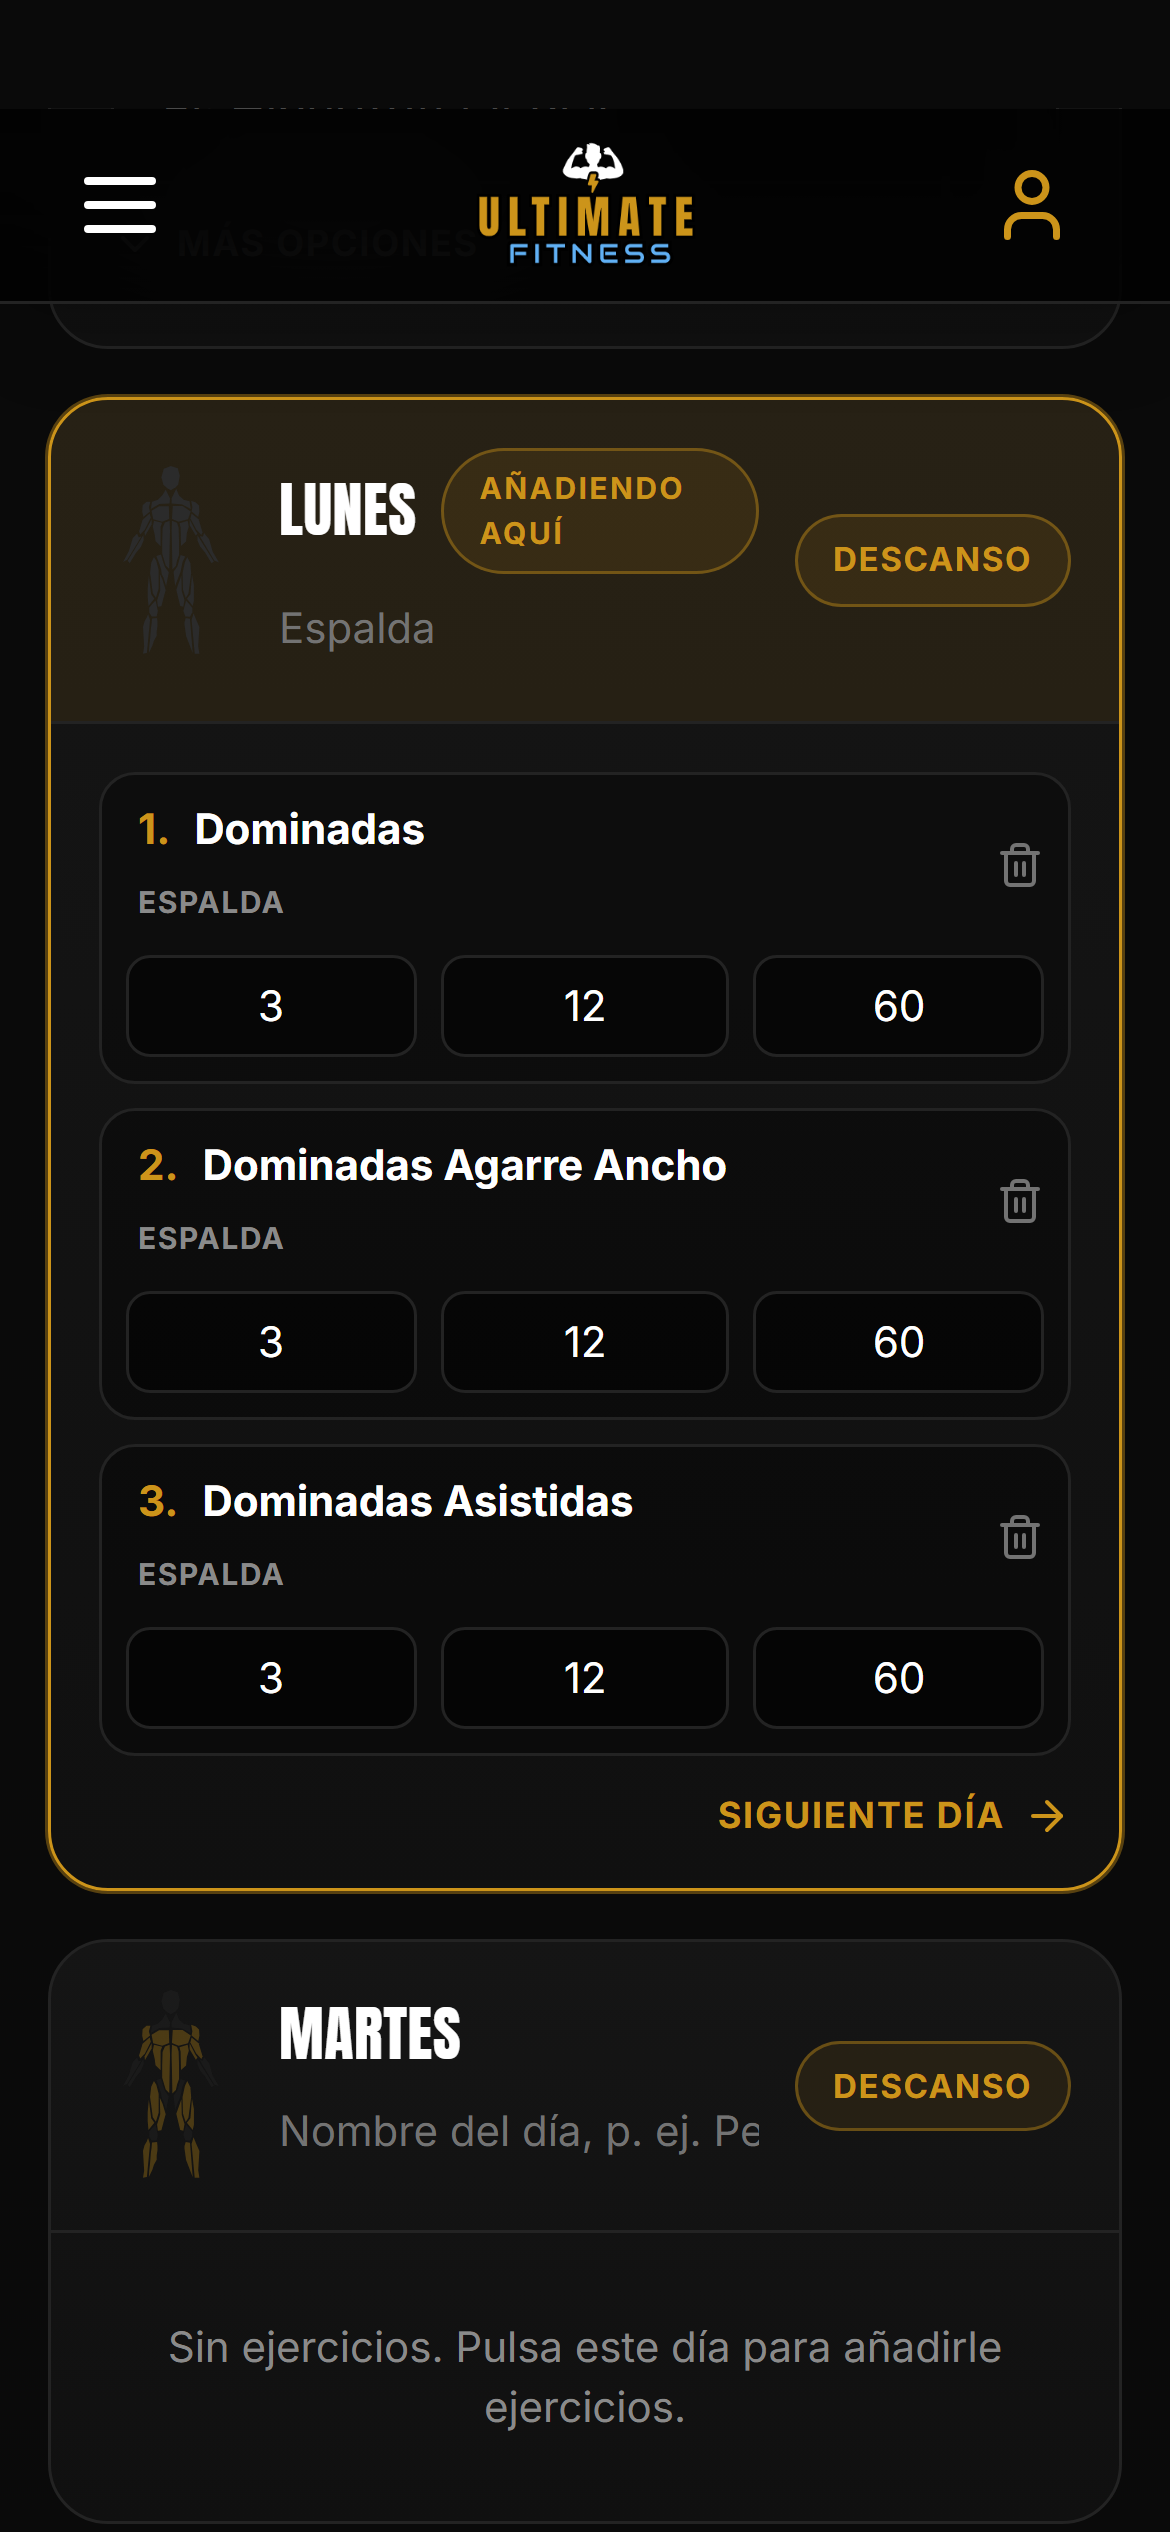 MÁS OPCIONES
ULTIMATE
FITNESS
LUNES
AÑADIENDO
AQUÍ
DESCANSO
Espalda
1. Dominadas
ESPALDA
3 12 60
2. Dominadas Agarre Ancho
ESPALDA
3 12 60
3. Dominadas Asistidas
ESPALDA
3 12 60
SIGUIENTE DÍA →
MARTES
DESCANSO
Nombre del día, p. ej. Pe
Sin ejercicios. Pulsa este día para añadirle
ejercicios.